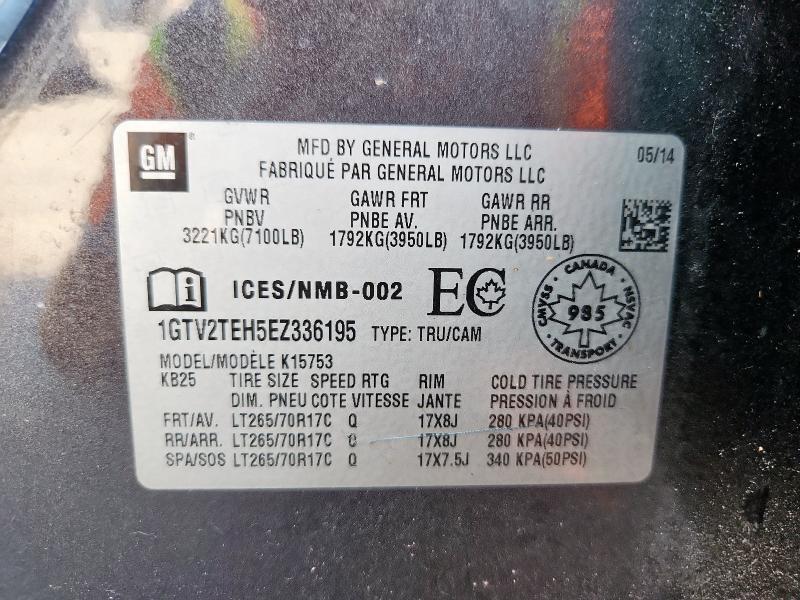 GM
MFD BY GENERAL MOTORS LLC 05/14
FABRIQUÉ PAR GENERAL MOTORS LLC
GVWR GAWR FRT GAWR RR
PNBV PNBE AV. PNBE ARR.
3221KG(7100LB) 1792KG(3950LB) 1792KG(3950LB)
i ICES/NMB-002 EC
CANADA
CMVSS 985 NSVAC
TRANSPORT
1GTV2TEH5EZ336195 TYPE: TRU/CAM
MODEL/MODÈLE K15753
KB25 TIRE SIZE SPEED RTG RIM COLD TIRE PRESSURE
DIM. PNEU COTE VITESSE JANTE PRESSION À FROID
FRT/AV. LT265/70R17C Q 17X8J 280 KPA(40PSI)
RR/ARR. LT265/70R17C Q 17X8J 280 KPA(40PSI)
SPA/SOS LT265/70R17C Q 17X7.5J 340 KPA(50PSI)